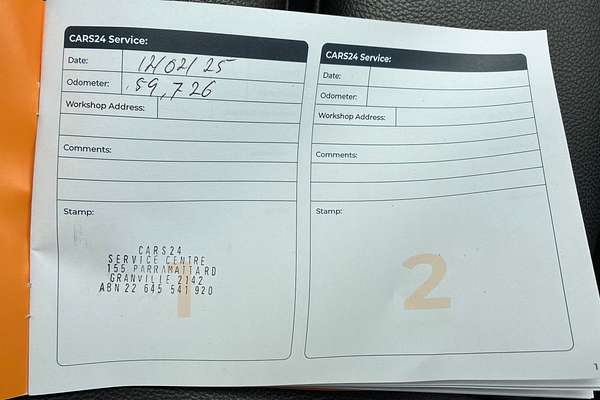 CARS24 Service:
Date: 12/02/25
Odometer: 59,726
Workshop Address:
Comments:
Stamp:
CARS24
SERVICE CENTRE
155 PARRAMATTA RD
GRANVILLE 2142
ABN 22 645 541 920
1
CARS24 Service:
Date:
Odometer:
Workshop Address:
Comments:
Stamp:
2
1